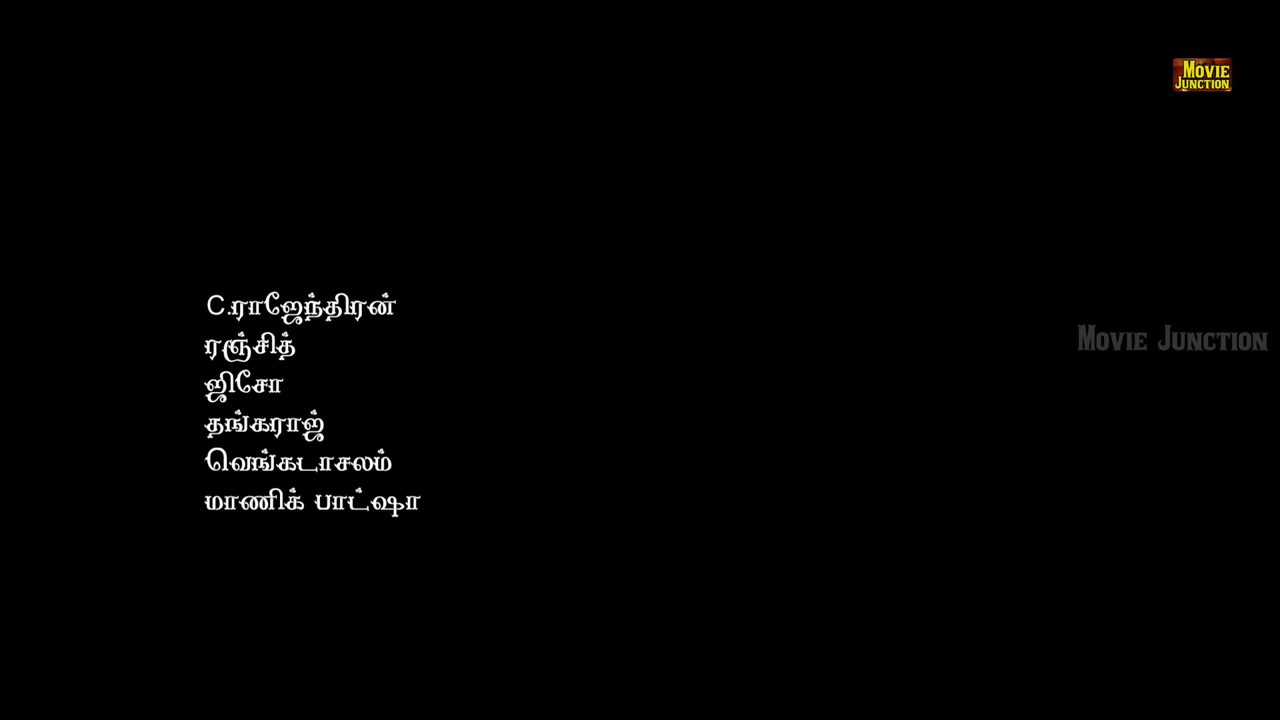 MOVIE
JUNCTION
C.ராஜேந்திரன்
ரஞ்சித்
ஜிசோ
தங்கராஜ்
வெங்கடாசலம்
மாணிக் பாட்ஷா
MOVIE JUNCTION